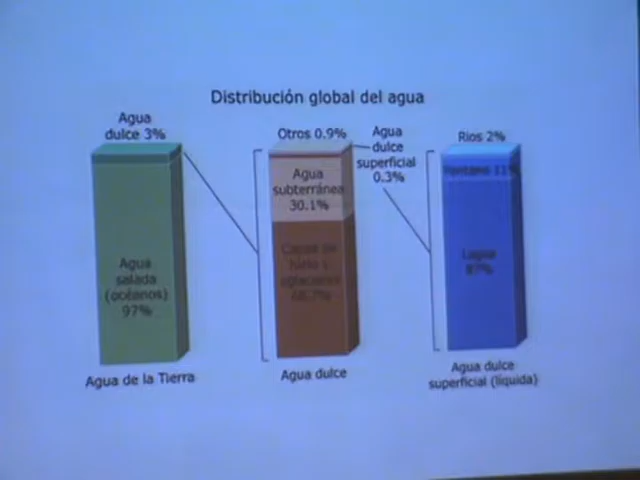 Distribución global del agua
Agua
dulce 3%
Agua
salada
(océanos)
97%
Agua de la Tierra
Otros 0.9%
Agua
subterránea
30.1%
Capas de
hielo y
glaciares
68.7%
Agua dulce
Agua
dulce
superficial
0.3%
Rios 2%
Pantano 11%
Lagos
87%
Agua dulce
superficial (líquida)